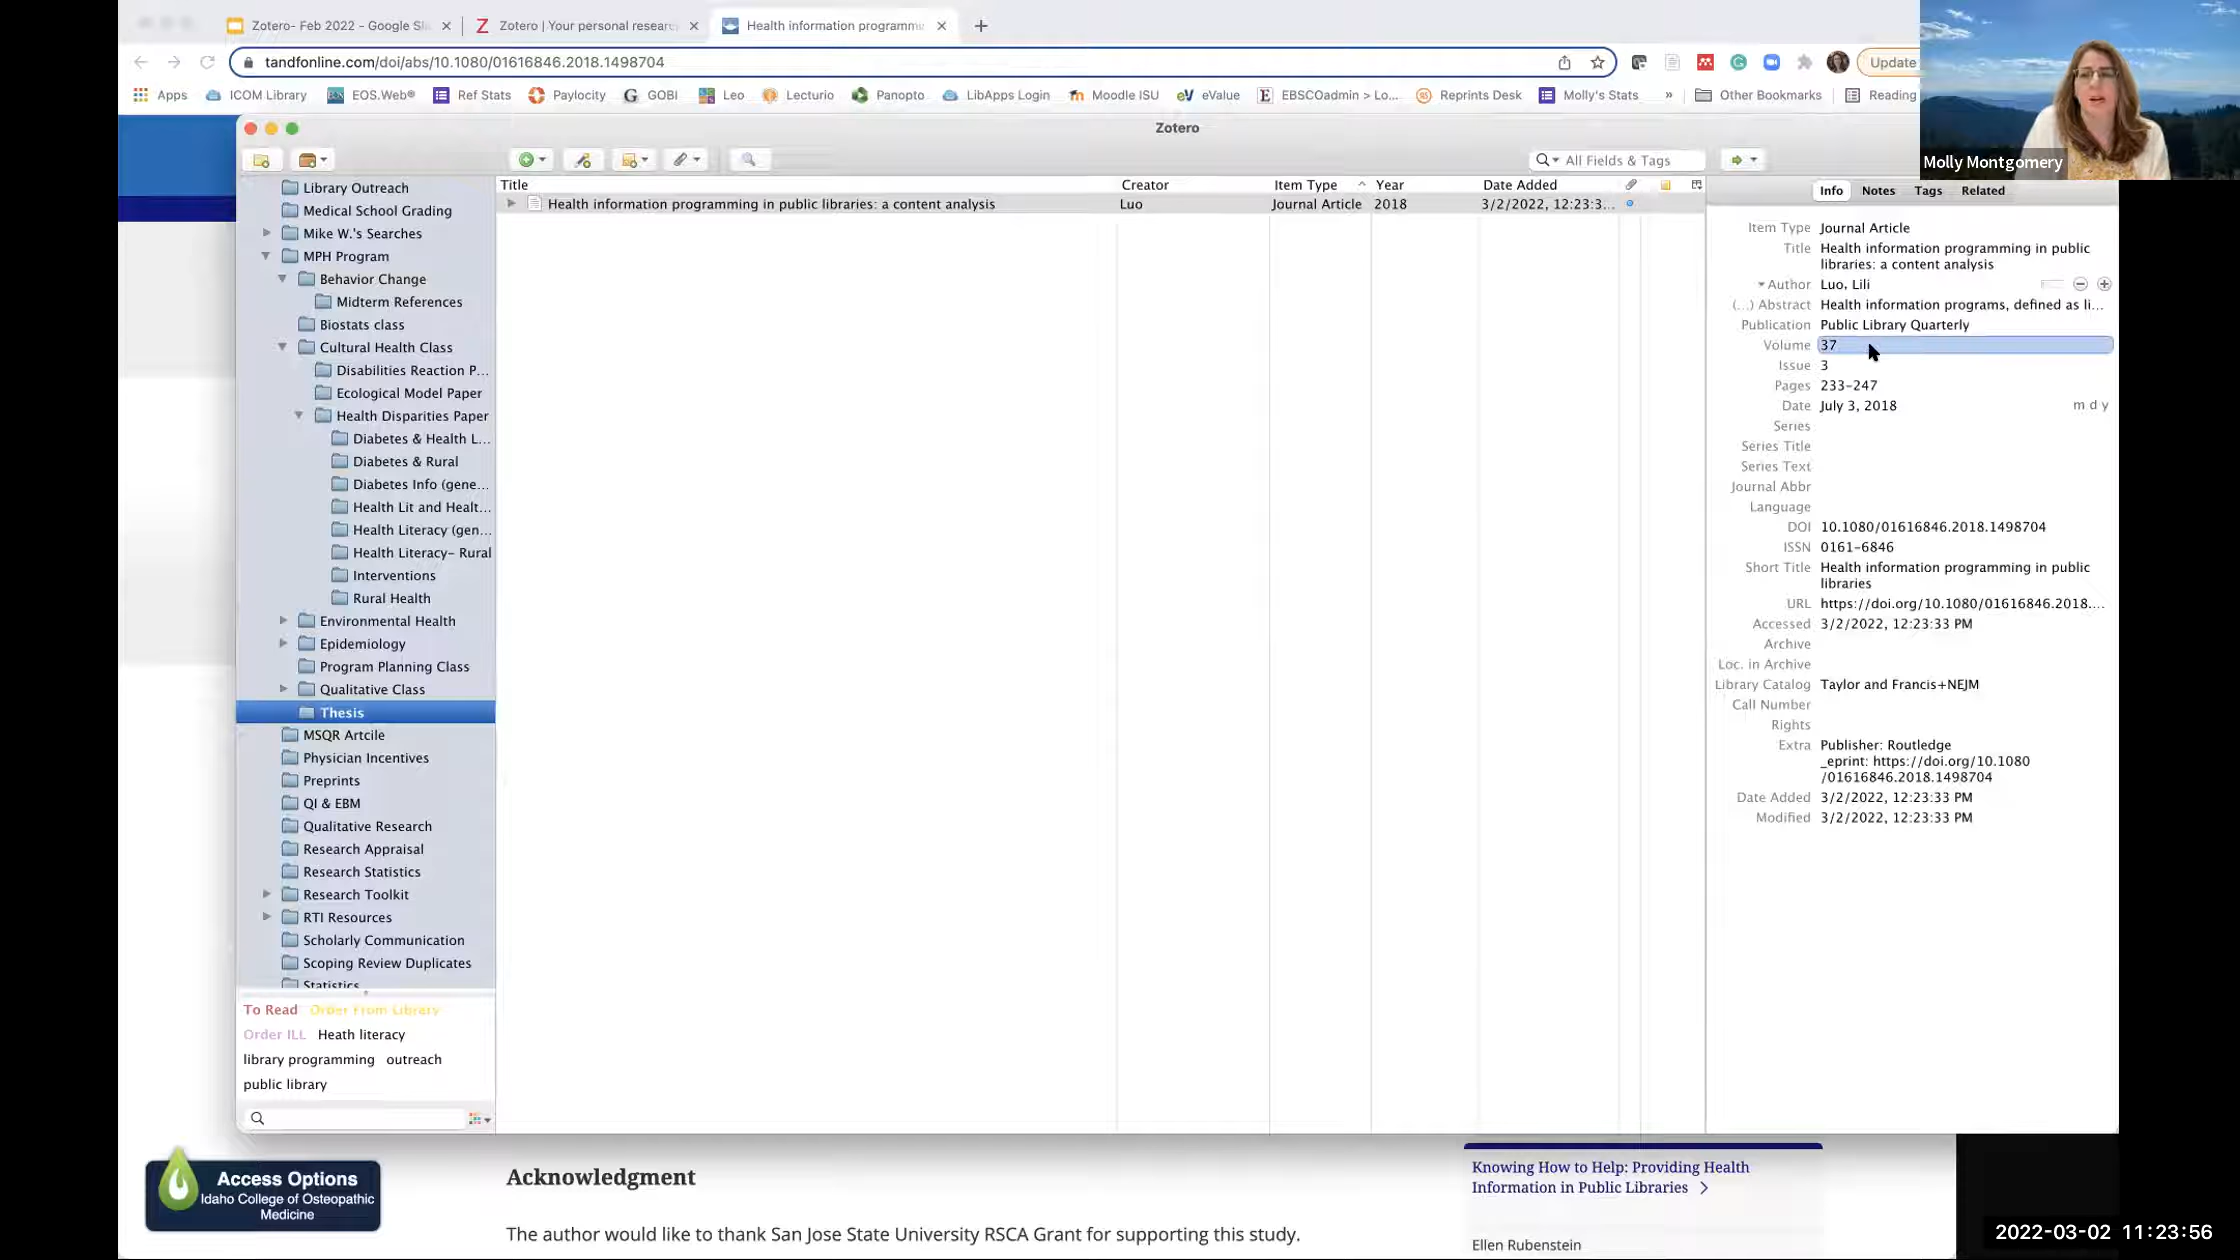 Zotero- Feb 2022 - Google Sli
Zotero | Your personal researc
Health information programmi
tandfonline.com/doi/abs/10.1080/01616846.2018.1498704
Update
Apps
ICOM Library
EOS.Web®
Ref Stats
Paylocity
GOBI
Leo
Lecturio
Panopto
LibApps Login
Moodle ISU
eValue
EBSCOadmin > Lo...
Reprints Desk
Molly's Stats
»
Other Bookmarks
Reading
Molly Montgomery
Zotero
All Fields & Tags
Library Outreach
Medical School Grading
Mike W.'s Searches
MPH Program
Behavior Change
Midterm References
Biostats class
Cultural Health Class
Disabilities Reaction P...
Ecological Model Paper
Health Disparities Paper
Diabetes & Health L...
Diabetes & Rural
Diabetes Info (gene...
Health Lit and Healt...
Health Literacy (gen...
Health Literacy- Rural
Interventions
Rural Health
Environmental Health
Epidemiology
Program Planning Class
Qualitative Class
Thesis
MSQR Artcile
Physician Incentives
Preprints
QI & EBM
Qualitative Research
Research Appraisal
Research Statistics
Research Toolkit
RTI Resources
Scholarly Communication
Scoping Review Duplicates
Statistics
To Read Order From Library
Order ILL Heath literacy
library programming outreach
public library
Title Creator Item Type Year Date Added
Health information programming in public libraries: a content analysis Luo Journal Article 2018 3/2/2022, 12:23:3...
Info Notes Tags Related
Item Type Journal Article
Title Health information programming in public
libraries: a content analysis
Author Luo, Lili
(...) Abstract Health information programs, defined as li...
Publication Public Library Quarterly
Volume 37
Issue 3
Pages 233-247
Date July 3, 2018 m d y
Series
Series Title
Series Text
Journal Abbr
Language
DOI 10.1080/01616846.2018.1498704
ISSN 0161-6846
Short Title Health information programming in public
libraries
URL https://doi.org/10.1080/01616846.2018....
Accessed 3/2/2022, 12:23:33 PM
Archive
Loc. in Archive
Library Catalog Taylor and Francis+NEJM
Call Number
Rights
Extra Publisher: Routledge
_eprint: https://doi.org/10.1080
/01616846.2018.1498704
Date Added 3/2/2022, 12:23:33 PM
Modified 3/2/2022, 12:23:33 PM
Access Options
Idaho College of Osteopathic
Medicine
Acknowledgment
The author would like to thank San Jose State University RSCA Grant for supporting this study.
Knowing How to Help: Providing Health
Information in Public Libraries
Ellen Rubenstein
2022-03-02 11:23:56